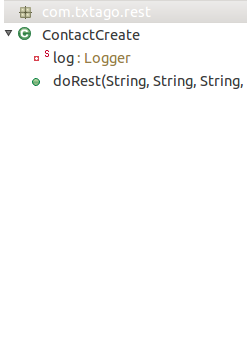 com.txtago.rest
ContactCreate
S log : Logger
doRest(String, String, String,